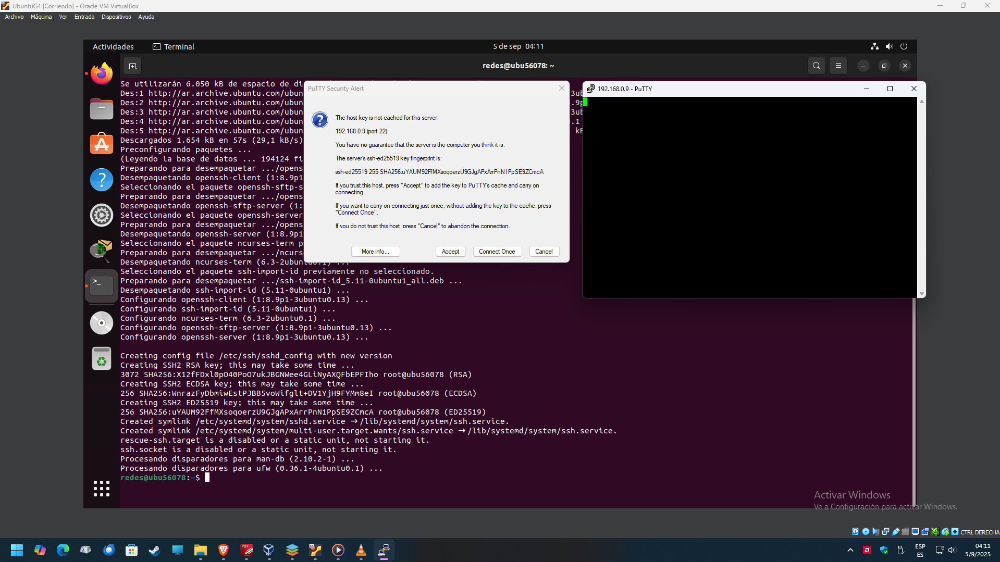 UbuntuG4 [Corriendo] - Oracle VM VirtualBox
Archivo Máquina Ver Entrada Dispositivos Ayuda
Actividades Terminal 5 de sep 04:11
redes@ubu56078: ~
Se utilizarán 6.050 kB de espacio de di
Des:1 http://ar.archive.ubuntu.com/ubun
Des:2 http://ar.archive.ubuntu.com/ubun
Des:3 http://ar.archive.ubuntu.com/ubun
Des:4 http://ar.archive.ubuntu.com/ubun
Des:5 http://ar.archive.ubuntu.com/ubun
Descargados 1.654 kB en 57s (29,1 kB/s)
Preconfigurando paquetes ...
(Leyendo la base de datos ... 194124 fi
Preparando para desempaquetar .../opens
Desempaquetando openssh-client (1:8.9p1
Seleccionando el paquete openssh-sftp-s
Preparando para desempaquetar .../opens
Desempaquetando openssh-sftp-server (1:
Seleccionando el paquete openssh-server
Preparando para desempaquetar .../opens
Desempaquetando openssh-server (1:8.9p1
Seleccionando el paquete ncurses-term p
Preparando para desempaquetar .../ncurs
Desempaquetando ncurses-term (6.3-2ubuntu0.1) ...
Seleccionando el paquete ssh-import-id previamente no seleccionado.
Preparando para desempaquetar .../ssh-import-id_5.11-0ubuntu1_all.deb ...
Desempaquetando ssh-import-id (5.11-0ubuntu1) ...
Configurando openssh-client (1:8.9p1-3ubuntu0.13) ...
Configurando ssh-import-id (5.11-0ubuntu1) ...
Configurando ncurses-term (6.3-2ubuntu0.1) ...
Configurando openssh-sftp-server (1:8.9p1-3ubuntu0.13) ...
Configurando openssh-server (1:8.9p1-3ubuntu0.13) ...
Creating config file /etc/ssh/sshd_config with new version
Creating SSH2 RSA key; this may take some time ...
3072 SHA256:X12fFDxl0pO40PoO7ukJBGNWee4GLiNyAXQFbEPFIho root@ubu56078 (RSA)
Creating SSH2 ECDSA key; this may take some time ...
256 SHA256:WnrazFyDbmiwEstPJBB5voWifglt+DV1YjH9FYMm8eI root@ubu56078 (ECDSA)
Creating SSH2 ED25519 key; this may take some time ...
256 SHA256:uYAUM92FfMXsoqoerzU9GJgAPxArrPnN1PpSE9ZCmcA root@ubu56078 (ED25519)
Created symlink /etc/systemd/system/sshd.service → /lib/systemd/system/ssh.service.
Created symlink /etc/systemd/system/multi-user.target.wants/ssh.service → /lib/systemd/system/ssh.service.
rescue-ssh.target is a disabled or a static unit, not starting it.
ssh.socket is a disabled or a static unit, not starting it.
Procesando disparadores para man-db (2.10.2-1) ...
Procesando disparadores para ufw (0.36.1-4ubuntu0.1) ...
redes@ubu56078:~$
PuTTY Security Alert
The host key is not cached for this server:
192.168.0.9 (port 22)
You have no guarantee that the server is the computer you think it is.
The server's ssh-ed25519 key fingerprint is:
ssh-ed25519 255 SHA256:uYAUM92FfMXsoqoerzU9GJgAPxArrPnN1PpSE9ZCmcA
If you trust this host, press "Accept" to add the key to PuTTY's cache and carry on
connecting.
If you want to carry on connecting just once, without adding the key to the cache, press
"Connect Once".
If you do not trust this host, press "Cancel" to abandon the connection.
More info... Accept Connect Once Cancel
3ub
.9p
3ub
.1
kB
192.168.0.9 - PuTTY
Activar Windows
Ve a Configuración para activar Windows.
CTRL DERECHA
PDF
64
ESP
ES
04:11
5/9/2025